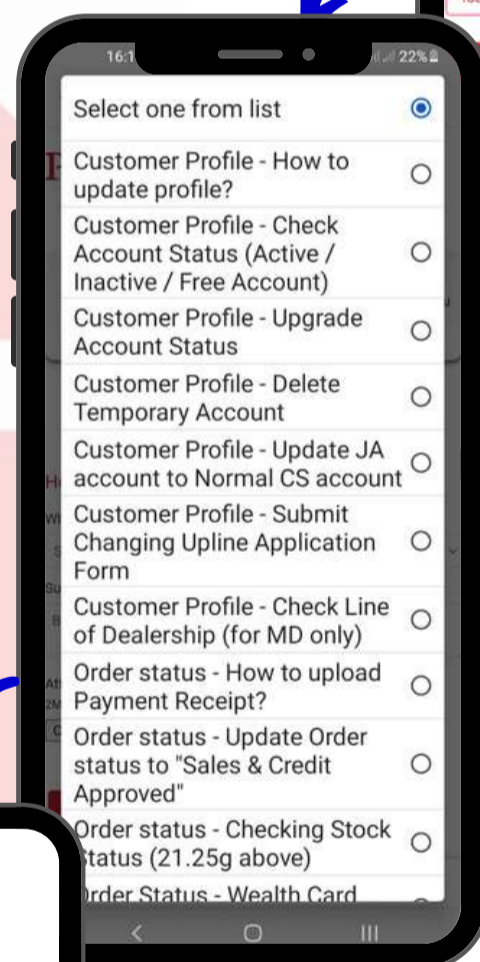 16:1
22%
Select one from list
Customer Profile - How to
update profile?
Customer Profile - Check
Account Status (Active /
Inactive / Free Account)
Customer Profile - Upgrade
Account Status
Customer Profile - Delete
Temporary Account
Customer Profile - Update JA
account to Normal CS account
Customer Profile - Submit
Changing Upline Application
Form
Customer Profile - Check Line
of Dealership (for MD only)
Order status - How to upload
Payment Receipt?
Order status - Update Order
status to "Sales & Credit
Approved"
Order status - Checking Stock
Status (21.25g above)
Order Status - Wealth Card